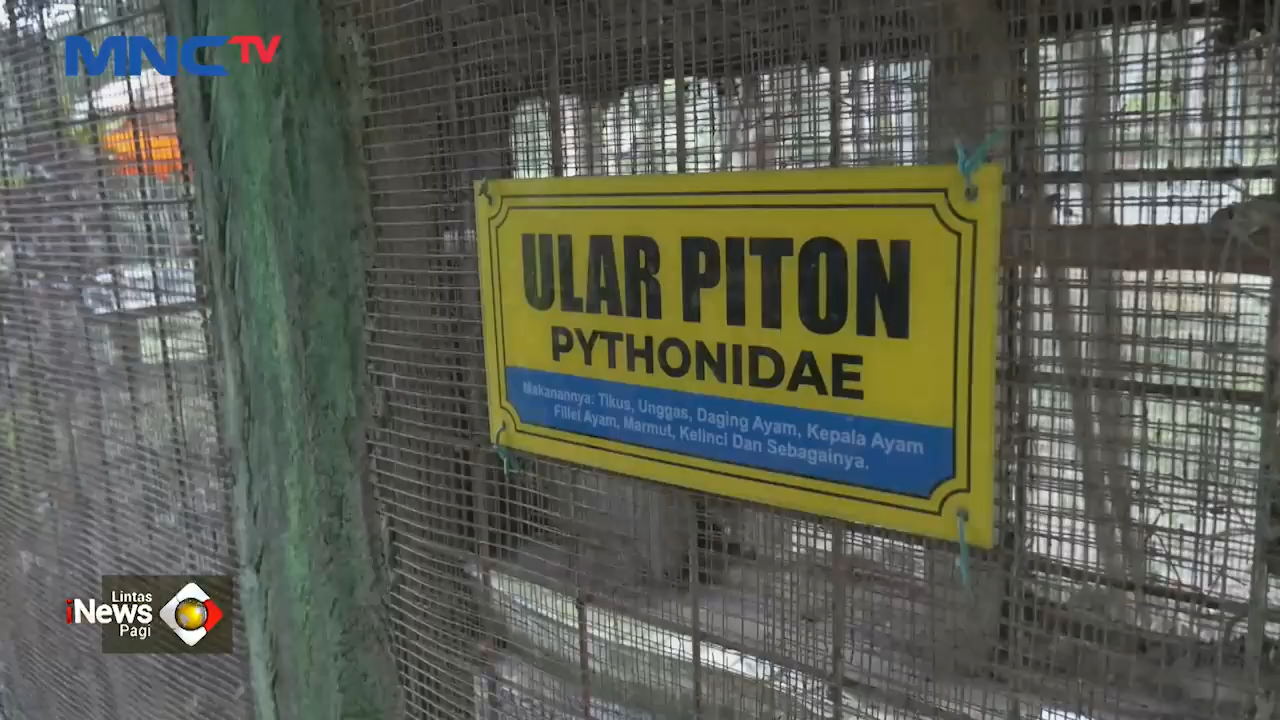 MNCTV
ULAR PITON
PYTHONIDAE
Makanannya: Tikus, Unggas, Daging Ayam, Kepala Ayam
Fillet Ayam, Marmut, Kelinci Dan Sebagainya.
Lintas
iNews
Pagi